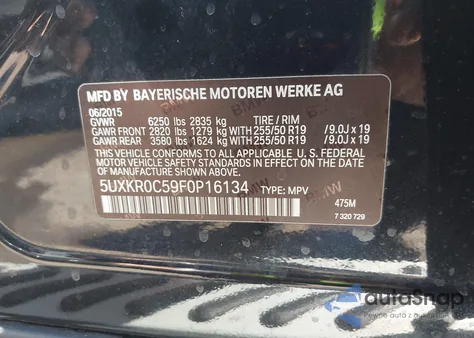 MFD BY BAYERISCHE MOTOREN WERKE AG
06/2015
GVWR 6250 lbs 2835 kg TIRE / RIM
GAWR FRONT 2820 lbs 1279 kg WITH 255/50 R19 /9.0J x 19
GAWR REAR 3580 lbs 1624 kg WITH 255/50 R19 /9.0J x 19
THIS VEHICLE CONFORMS TO ALL APPLICABLE U.S. FEDERAL MOTOR
VEHICLE SAFETY STANDARDS IN EFFECT ON THE DATE OF
MANUFACTURE SHOWN ABOVE.
5UXKR0C59F0P16134 TYPE: MPV
475M
7 320 729
autoSnap